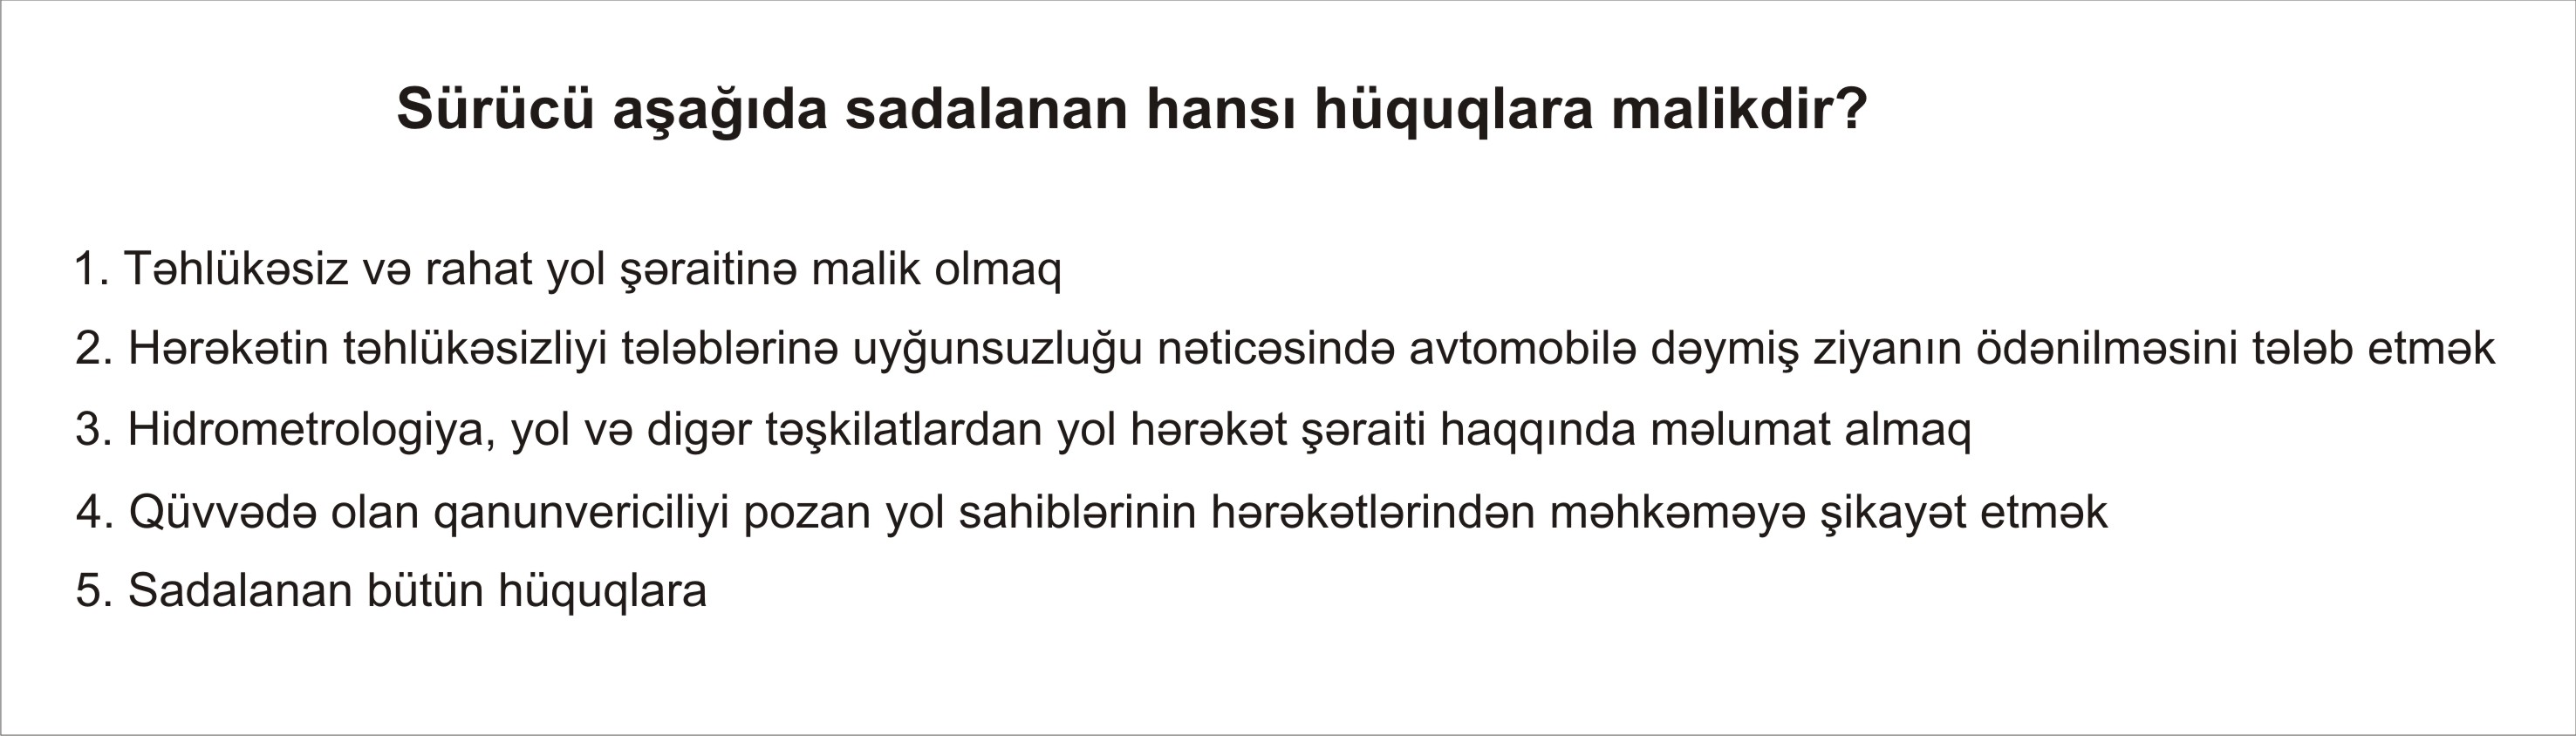 Sürücü aşağıda sadalanan hansı hüquqlara malikdir?
1. Təhlükəsiz və rahat yol şəraitinə malik olmaq
2. Hərəkətin təhlükəsizliyi tələblərinə uyğunsuzluğu nəticəsində avtomobilə dəymiş ziyanın ödənilməsini tələb etmək
3. Hidrometrologiya, yol və digər təşkilatlardan yol hərəkət şəraiti haqqında məlumat almaq
4. Qüvvədə olan qanunvericiliyi pozan yol sahiblərinin hərəkətlərindən məhkəməyə şikayət etmək
5. Sadalanan bütün hüquqlara